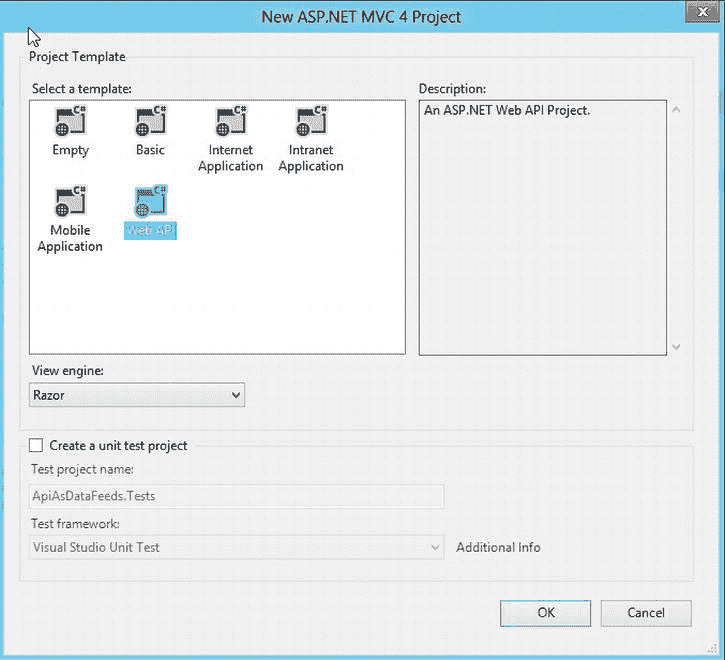 New ASP.NET MVC 4 Project
Project Template
Select a template:
Description:
C#
C#
C#
C#
Empty
Basic
Internet
Application
Intranet
Application
An ASP.NET Web API Project.
C#
C#
Mobile
Application
Web API
View engine:
Razor
Create a unit test project
Test project name:
ApiAsDataFeeds.Tests
Test framework:
Visual Studio Unit Test
Additional Info
OK
Cancel